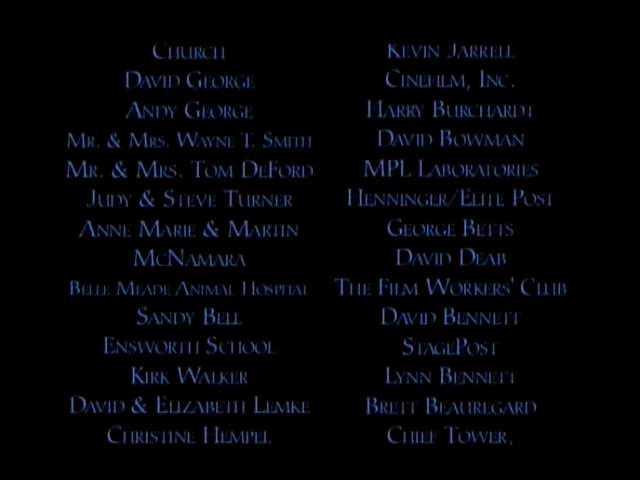 Church
David George
Andy George
Mr. & Mrs. Wayne T. Smith
Mr. & Mrs. Tom DeFord
Judy & Steve Turner
Anne Marie & Martin
McNamara
Belle Meade Animal Hospital
Sandy Bell
Ensworth School
Kirk Walker
David & Elizabeth Lemke
Christine Hempel
Kevin Jarrell
Cinefilm, Inc.
Harry Burchardt
David Bowman
MPL Laboratories
Henninger/Elite Post
George Betts
David Deab
The Film Workers' Club
David Bennett
StagePost
Lynn Bennett
Brett Beauregard
Chief Tower,